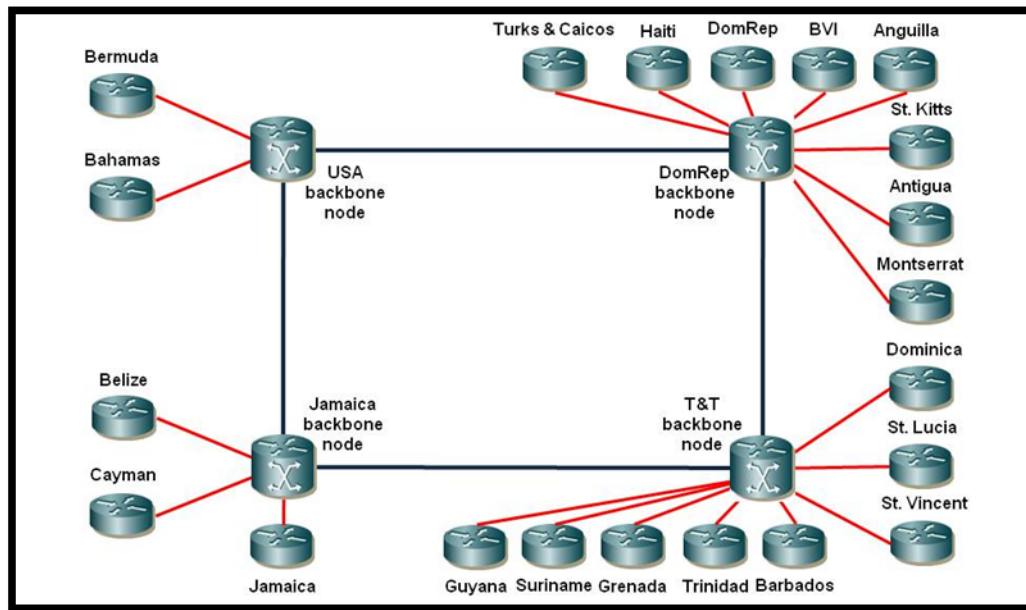 Turks & Caicos
Haiti
DomRep
BVI
Anguilla
Bermuda
St. Kitts
Bahamas
USA
backbone
node
DomRep
backbone
node
Antigua
Montserrat
Dominica
Belize
Jamaica
backbone
node
T&T
backbone
node
St. Lucia
Cayman
St. Vincent
Jamaica
Guyana
Suriname
Grenada
Trinidad
Barbados